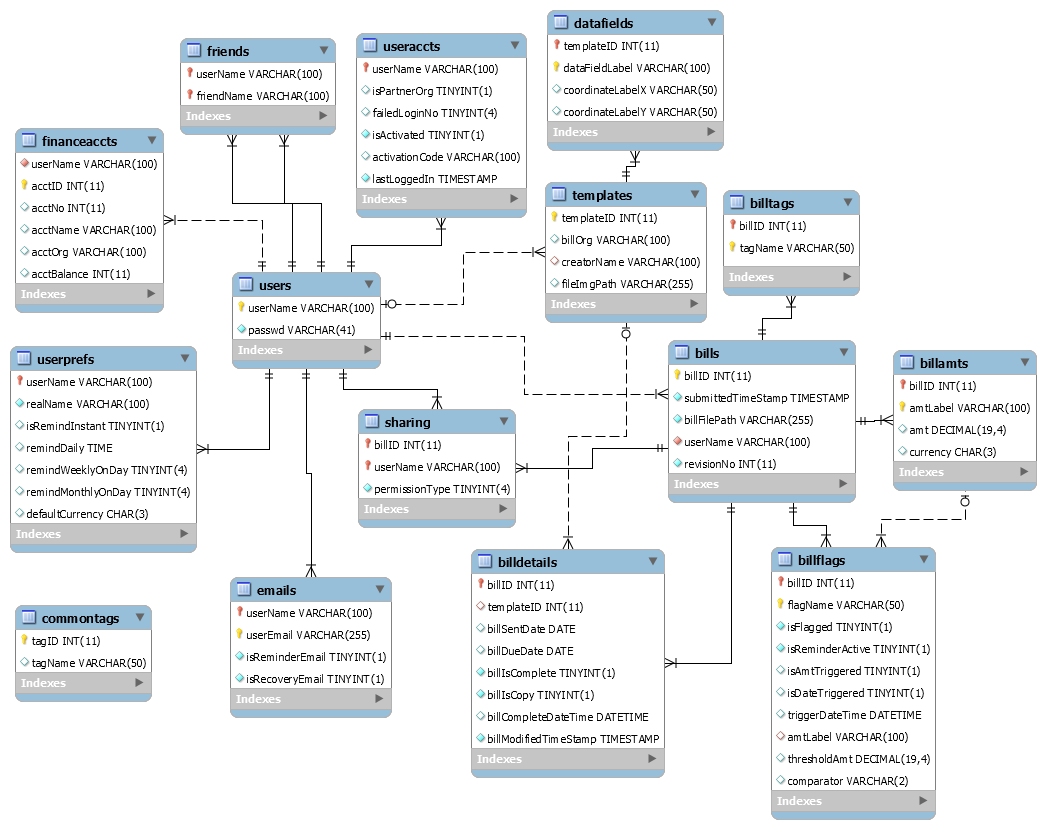 datafields
templateID INT(11)
dataFieldLabel VARCHAR(100)
coordinateLabelX VARCHAR(50)
coordinateLabelY VARCHAR(50)
Indexes
friends
userName VARCHAR(100)
friendName VARCHAR(100)
Indexes
useraccts
userName VARCHAR(100)
isPartnerOrg TINYINT(1)
failedLoginNo TINYINT(4)
isActivated TINYINT(1)
activationCode VARCHAR(100)
lastLoggedIn TIMESTAMP
Indexes
financeaccts
userName VARCHAR(100)
acctID INT(11)
acctNo INT(11)
acctName VARCHAR(100)
acctOrg VARCHAR(100)
acctBalance INT(11)
Indexes
templates
templateID INT(11)
billOrg VARCHAR(100)
creatorName VARCHAR(100)
fileImgPath VARCHAR(255)
Indexes
billtags
billID INT(11)
tagName VARCHAR(50)
Indexes
users
userName VARCHAR(100)
passwd VARCHAR(41)
Indexes
userprefs
userName VARCHAR(100)
realName VARCHAR(100)
isRemindInstant TINYINT(1)
remindDaily TIME
remindWeeklyOnDay TINYINT(4)
remindMonthlyOnDay TINYINT(4)
defaultCurrency CHAR(3)
Indexes
bills
billID INT(11)
submittedTimeStamp TIMESTAMP
billFilePath VARCHAR(255)
userName VARCHAR(100)
revisionNo INT(11)
Indexes
billamts
billID INT(11)
amtLabel VARCHAR(100)
amt DECIMAL(19,4)
currency CHAR(3)
Indexes
sharing
billID INT(11)
userName VARCHAR(100)
permissionType TINYINT(4)
Indexes
billdetails
billID INT(11)
templateID INT(11)
billSentDate DATE
billDueDate DATE
billIsComplete TINYINT(1)
billIsCopy TINYINT(1)
billCompleteDateTime DATETIME
billModifiedTimeStamp TIMESTAMP
Indexes
billflags
billID INT(11)
flagName VARCHAR(50)
isFlagged TINYINT(1)
isReminderActive TINYINT(1)
isAmtTriggered TINYINT(1)
isDateTriggered TINYINT(1)
triggerDateTime DATETIME
amtLabel VARCHAR(100)
thresholdAmt DECIMAL(19,4)
comparator VARCHAR(2)
Indexes
emails
userName VARCHAR(100)
userEmail VARCHAR(255)
isReminderEmail TINYINT(1)
isRecoveryEmail TINYINT(1)
Indexes
commontags
tagID INT(11)
tagName VARCHAR(50)
Indexes